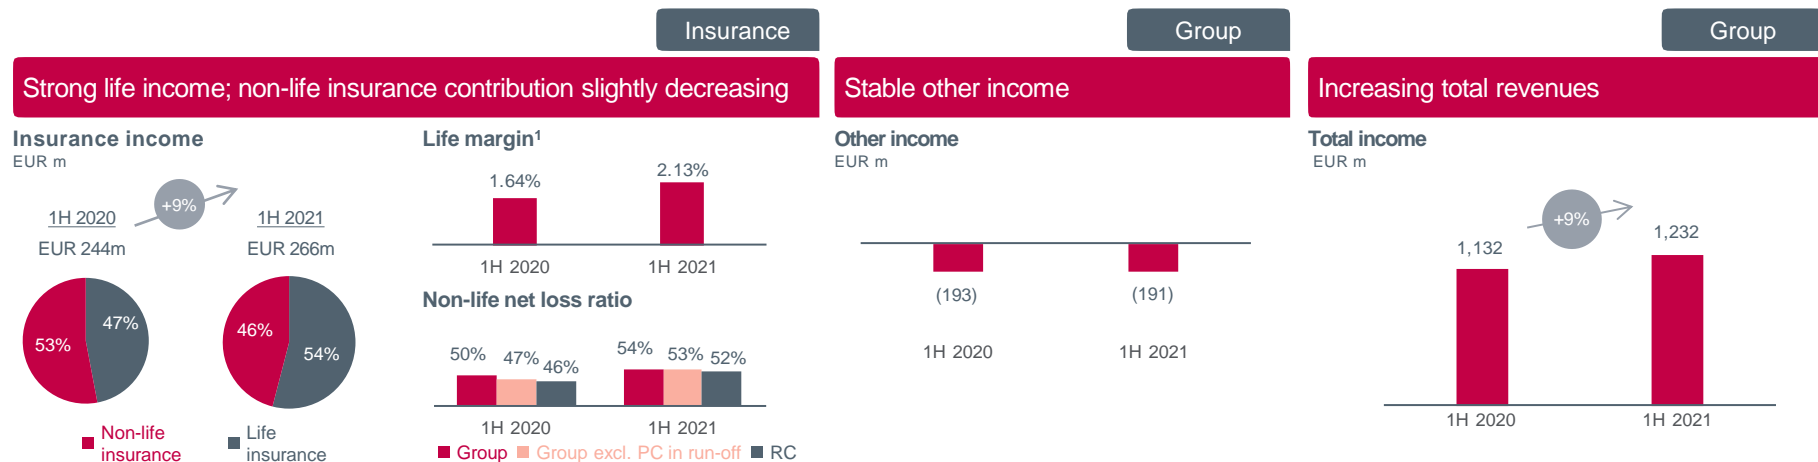 Insurance
Strong life income; non-life insurance contribution slightly decreasing
Insurance income
EUR m
1H 2020
EUR 244m
+9%
1H 2021
EUR 266m
53%
47%
46%
54%
Non-life
insurance
Life
insurance
Life margin¹
1.64%
2.13%
1H 2020
1H 2021
Non-life net loss ratio
50%
47%
46%
54%
53%
52%
1H 2020
1H 2021
Group
Group excl. PC in run-off
RC
Group
Stable other income
Other income
EUR m
(193)
(191)
1H 2020
1H 2021
Group
Increasing total revenues
Total income
EUR m
+9%
1,132
1,232
1H 2020
1H 2021